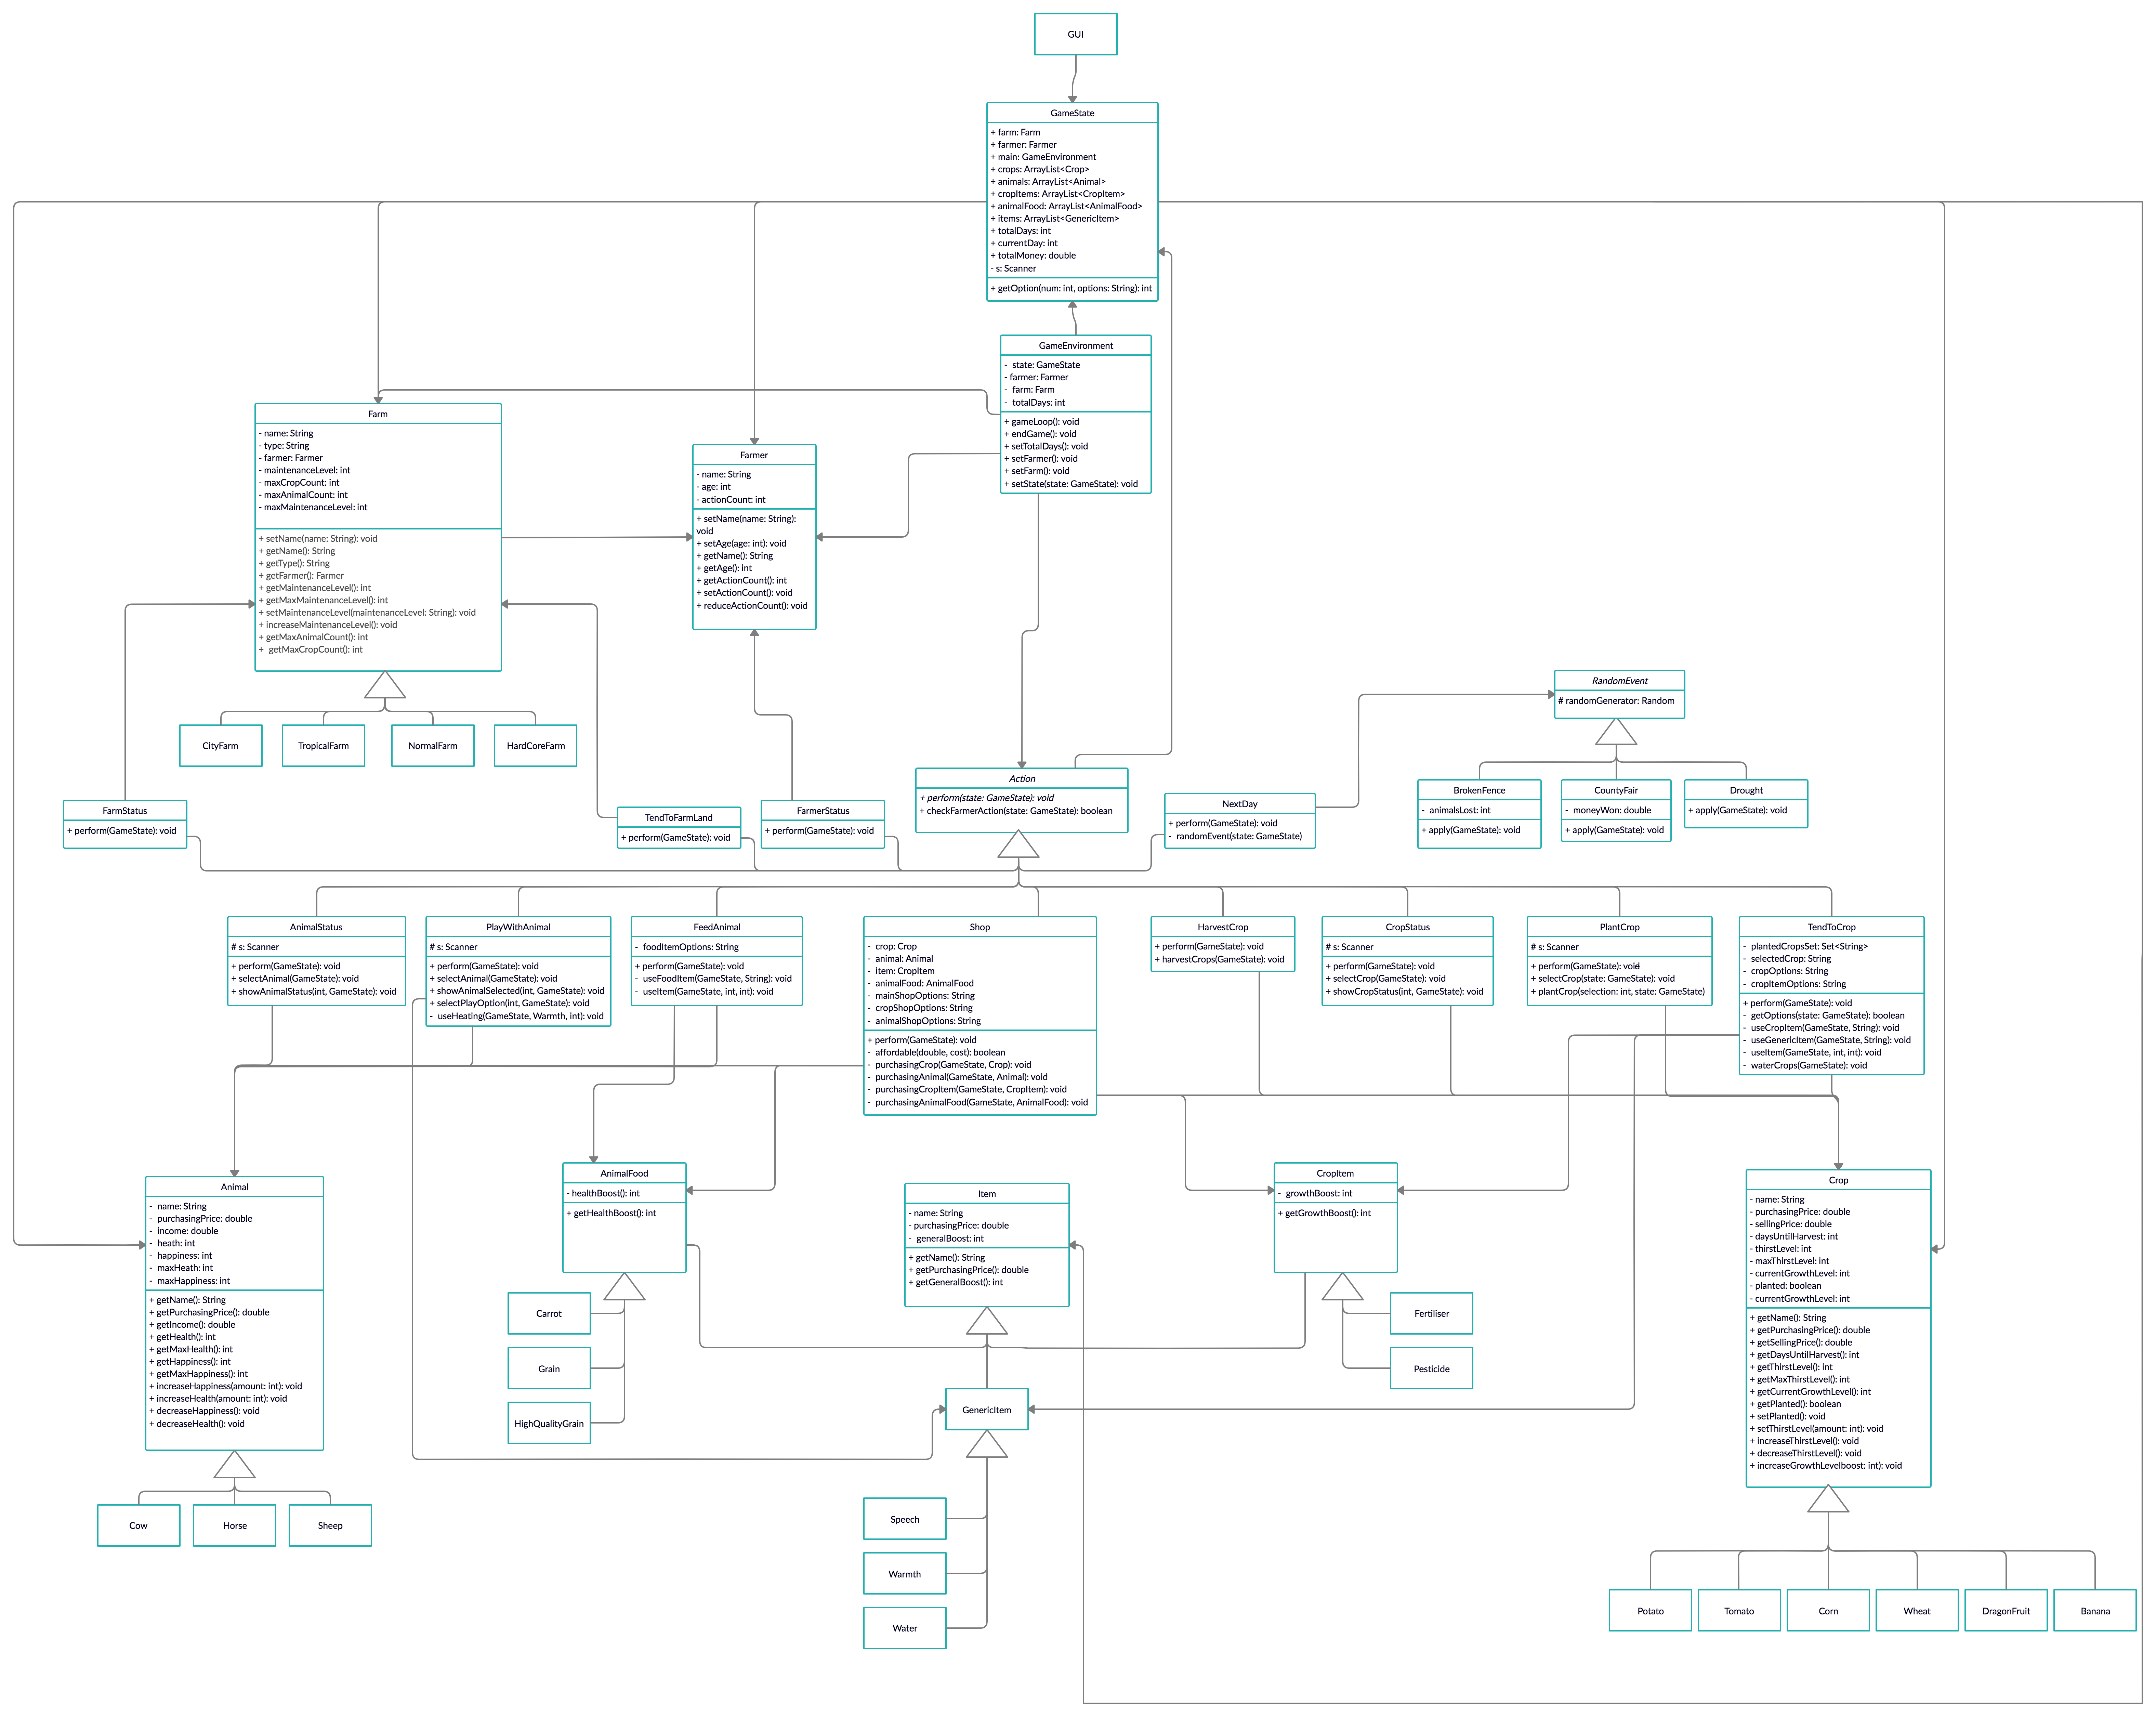 GUI
GameState
+ farm: Farm
+ farmer: Farmer
+ main: GameEnvironment
+ crops: ArrayList<Crop>
+ animals: ArrayList<Animal>
+ cropItems: ArrayList<CropItem>
+ animalFood: ArrayList<AnimalFood>
+ items: ArrayList<GenericItem>
+ totalDays: int
+ currentDay: int
+ totalMoney: double
- s: Scanner
+ getOption(num: int, options: String): int
GameEnvironment
- state: GameState
- farmer: Farmer
- farm: Farm
- totalDays: int
+ gameLoop(): void
+ endGame(): void
+ setTotalDays(): void
+ setFarmer(): void
+ setFarm(): void
+ setState(state: GameState): void
Farm
- name: String
- type: String
- farmer: Farmer
- maintenanceLevel: int
- maxCropCount: int
- maxAnimalCount: int
- maxMaintenanceLevel: int
+ setName(name: String): void
+ getName(): String
+ getType(): String
+ getFarmer(): Farmer
+ getMaintenanceLevel(): int
+ getMaxMaintenanceLevel(): int
+ setMaintenanceLevel(maintenanceLevel: String): void
+ increaseMaintenanceLevel(): void
+ getMaxAnimalCount(): int
+ getMaxCropCount(): int
Farmer
- name: String
- age: int
- actionCount: int
+ setName(name: String):
void
+ setAge(age: int): void
+ getName(): String
+ getAge(): int
+ getActionCount(): int
+ setActionCount(): void
+ reduceActionCount(): void
CityFarm
TropicalFarm
NormalFarm
HardCoreFarm
RandomEvent
# randomGenerator: Random
BrokenFence
- animalsLost: int
+ apply(GameState): void
CountyFair
- moneyWon: double
+ apply(GameState): void
Drought
+ apply(GameState): void
FarmStatus
+ perform(GameState): void
TendToFarmLand
+ perform(GameState): void
FarmerStatus
+ perform(GameState): void
Action
+ perform(state: GameState): void
+ checkFarmerAction(state: GameState): boolean
NextDay
+ perform(GameState): void
- randomEvent(state: GameState)
AnimalStatus
# s: Scanner
+ perform(GameState): void
+ selectAnimal(GameState): void
+ showAnimalStatus(int, GameState): void
PlayWithAnimal
# s: Scanner
+ perform(GameState): void
+ selectAnimal(GameState): void
+ showAnimalSelected(int, GameState): void
+ selectPlayOption(int, GameState): void
- useHeating(GameState, Warmth, int): void
FeedAnimal
- foodItemOptions: String
+ perform(GameState): void
- useFoodItem(GameState, String): void
- useItem(GameState, int, int): void
Shop
- crop: Crop
- animal: Animal
- item: CropItem
- animalFood: AnimalFood
- mainShopOptions: String
- cropShopOptions: String
- animalShopOptions: String
+ perform(GameState): void
- affordable(double, cost): boolean
- purchasingCrop(GameState, Crop): void
- purchasingAnimal(GameState, Animal): void
- purchasingCropItem(GameState, CropItem): void
- purchasingAnimalFood(GameState, AnimalFood): void
HarvestCrop
+ perform(GameState): void
+ harvestCrops(GameState): void
CropStatus
# s: Scanner
+ perform(GameState): void
+ selectCrop(GameState): void
+ showCropStatus(int, GameState): void
PlantCrop
# s: Scanner
+ perform(GameState): void
+ selectCrop(state: GameState): void
+ plantCrop(selection: int, state: GameState)
TendToCrop
- plantedCropsSet: Set<String>
- selectedCrop: String
- cropOptions: String
- cropItemOptions: String
+ perform(GameState): void
- getOptions(state: GameState): boolean
- useCropItem(GameState, String): void
- useGenericItem(GameState, String): void
- useItem(GameState, int, int): void
- waterCrops(GameState): void
Animal
- name: String
- purchasingPrice: double
- income: double
- heath: int
- happiness: int
- maxHeath: int
- maxHappiness: int
+ getName(): String
+ getPurchasingPrice(): double
+ getIncome(): double
+ getHealth(): int
+ getMaxHealth(): int
+ getHappiness(): int
+ getMaxHappiness(): int
+ increaseHappiness(amount: int): void
+ increaseHealth(amount: int): void
+ decreaseHappiness(): void
+ decreaseHealth(): void
Cow
Horse
Sheep
AnimalFood
- healthBoost(): int
+ getHealthBoost(): int
Carrot
Grain
HighQualityGrain
Item
- name: String
- purchasingPrice: double
- generalBoost: int
+ getName(): String
+ getPurchasingPrice(): double
+ getGeneralBoost(): int
GenericItem
Speech
Warmth
Water
CropItem
- growthBoost: int
+ getGrowthBoost(): int
Fertiliser
Pesticide
Crop
- name: String
- purchasingPrice: double
- sellingPrice: double
- daysUntilHarvest: int
- thirstLevel: int
- maxThirstLevel: int
- currentGrowthLevel: int
- planted: boolean
- currentGrowthLevel: int
+ getName(): String
+ getPurchasingPrice(): double
+ getSellingPrice(): double
+ getDaysUntilHarvest(): int
+ getThirstLevel(): int
+ getMaxThirstLevel(): int
+ getCurrentGrowthLevel(): int
+ getPlanted(): boolean
+ setPlanted(): void
+ setThirstLevel(amount: int): void
+ increaseThirstLevel(): void
+ decreaseThirstLevel(): void
+ increaseGrowthLevelboost: int): void
Potato
Tomato
Corn
Wheat
DragonFruit
Banana